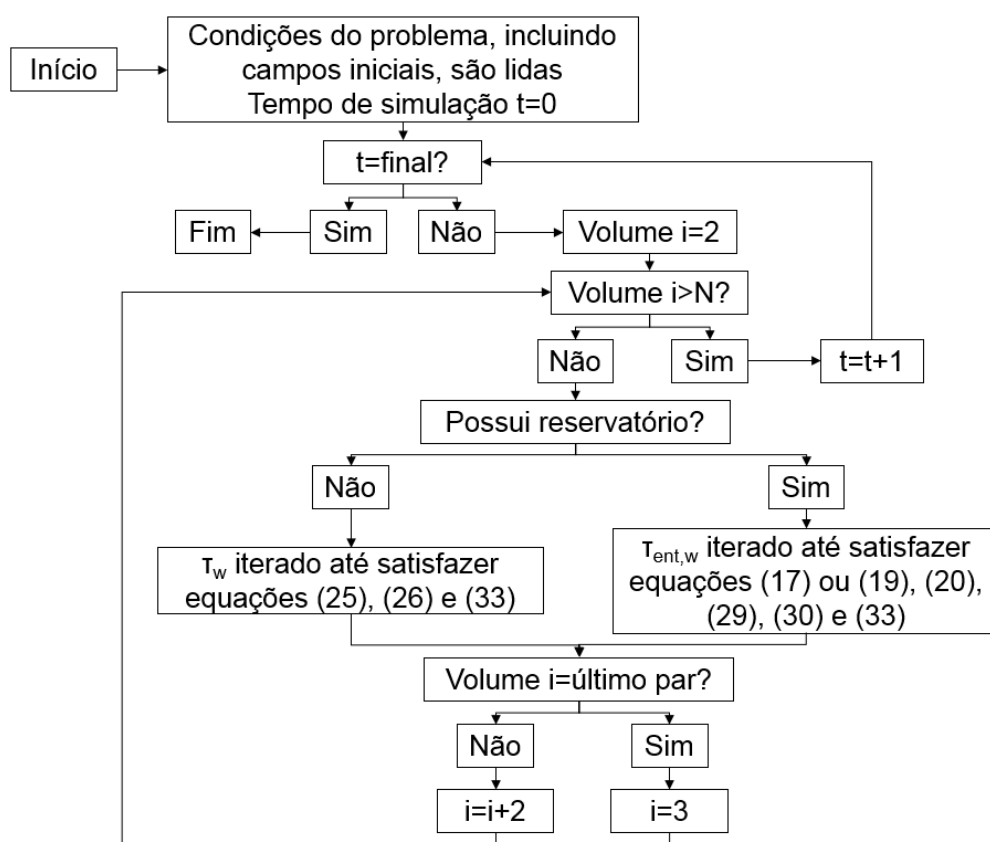 Início
Condições do problema, incluindo
campos iniciais, são lidas
Tempo de simulação t=0
t=final?
Fim
Sim
Não
Volume i=2
Volume i>N?
Não
Sim
t=t+1
Possui reservatório?
Não
Sim
τw iterado até satisfazer
equações (25), (26) e (33)
τent,w iterado até satisfazer
equações (17) ou (19), (20),
(29), (30) e (33)
Volume i=último par?
Não
Sim
i=i+2
i=3